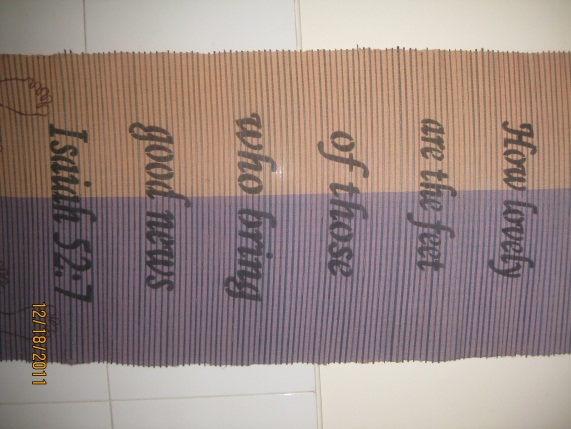 How lovely
are the feet
of those
who bring
good news
Isaiah 52:7
12/18/2011